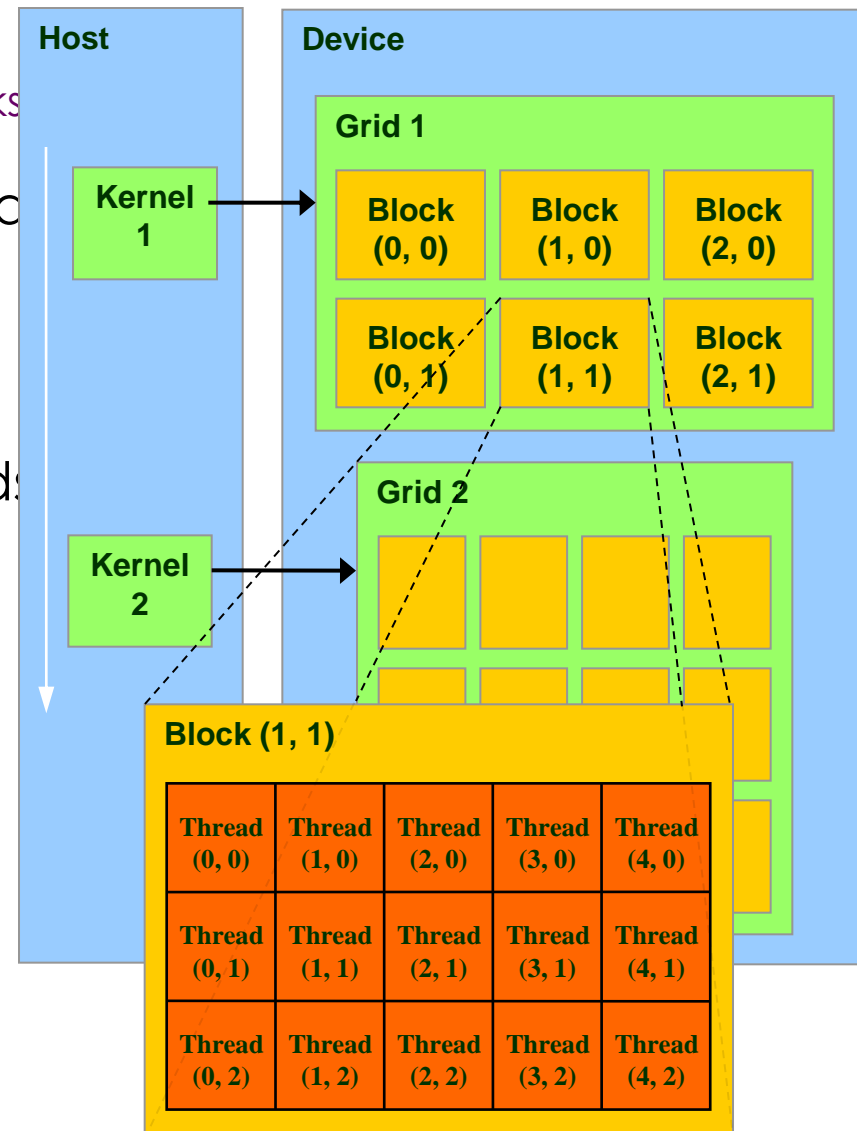 Host
Device
ks
Grid 1
Kernel
1
Block
(0, 0)
Block
(1, 0)
Block
(2, 0)
Block
(0, 1)
Block
(1, 1)
Block
(2, 1)
Grid 2
Kernel
2
Block (1, 1)
Thread
(0, 0)
Thread
(1, 0)
Thread
(2, 0)
Thread
(3, 0)
Thread
(4, 0)
Thread
(0, 1)
Thread
(1, 1)
Thread
(2, 1)
Thread
(3, 1)
Thread
(4, 1)
Thread
(0, 2)
Thread
(1, 2)
Thread
(2, 2)
Thread
(3, 2)
Thread
(4, 2)